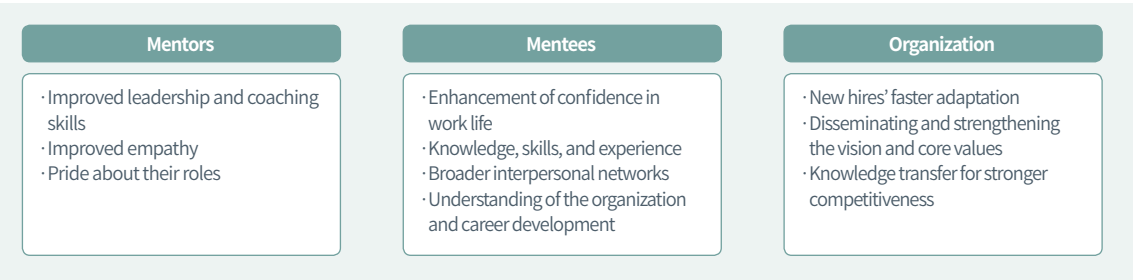 Mentors
·Improved leadership and coaching
skills
·Improved empathy
·Pride about their roles
Mentees
·Enhancement of confidence in
work life
·Knowledge, skills, and experience
·Broader interpersonal networks
·Understanding of the organization
and career development
Organization
·New hires’ faster adaptation
·Disseminating and strengthening
the vision and core values
·Knowledge transfer for stronger
competitiveness